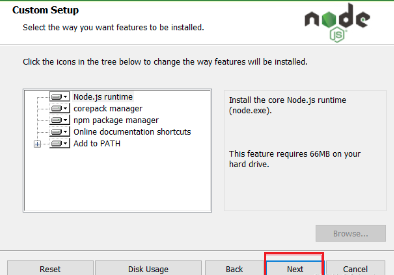 Custom Setup
Select the way you want features to be installed.
node
JS
Click the icons in the tree below to change the way features will be installed.
Node.js runtime
corepack manager
npm package manager
Online documentation shortcuts
Add to PATH
Install the core Node.js runtime
(node.exe).
This feature requires 66MB on your
hard drive.
Browse...
Reset
Disk Usage
Back
Next
Cancel